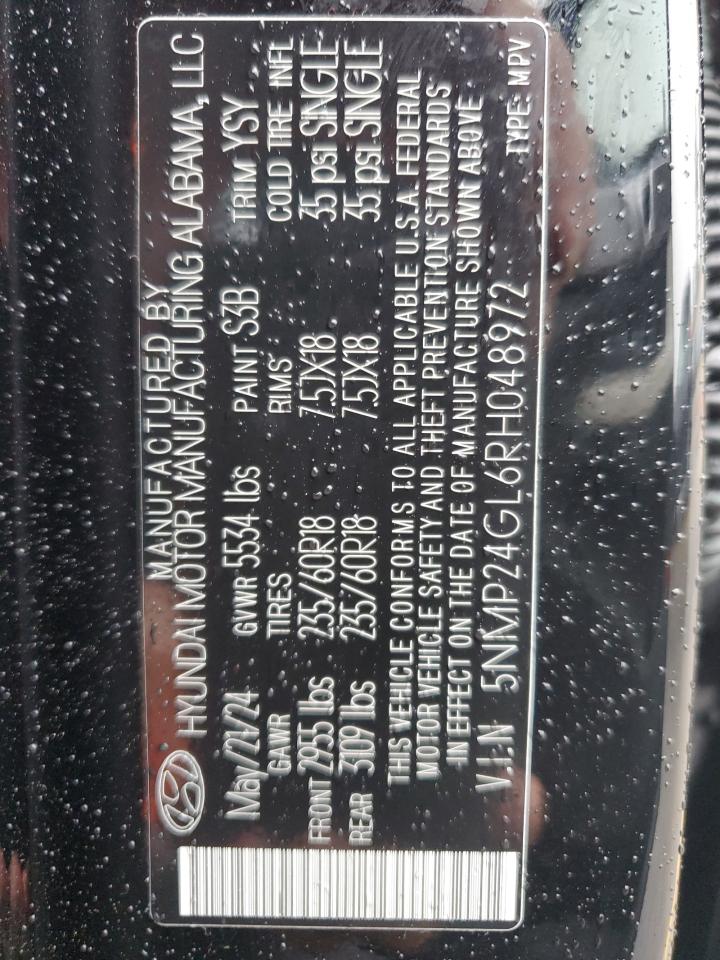 MANUFACTURED BY
HYUNDAI MOTOR MANUFACTURING ALABAMA, LLC
May/21/24 GVWR 5534 lbs PAINT S3B TRIM YSY
GAWR TIRES RIMS COLD TIRE INFL
FRONT 2955 lbs 235/60R18 7.5JX18 35 psi SINGLE
REAR 3109 lbs 235/60R18 7.5JX18 35 psi SINGLE
THIS VEHICLE CONFORMS TO ALL APPLICABLE U.S.A. FEDERAL
MOTOR VEHICLE SAFETY AND THEFT PREVENTION STANDARDS
IN EFFECT ON THE DATE OF MANUFACTURE SHOWN ABOVE
V.I.N 5NMP24GL6RH048972 TYPE: MPV